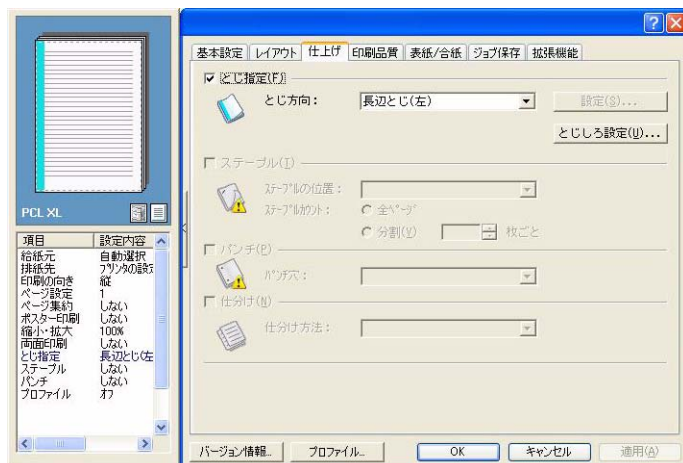 PCL XL
項目 設定内容
給紙元 自動選択
排紙先 プリンタの設定
印刷の向き 縦
ページ設定 1
ページ集約 しない
ポスター印刷 しない
縮小・拡大 100%
両面印刷 しない
とじ指定 長辺とじ(左
ステープル しない
パンチ しない
プロファイル オフ
基本設定 レイアウト 仕上げ 印刷品質 表紙/合紙 ジョブ保存 拡張機能
とじ指定(F)
とじ方向: 長辺とじ(左) 設定(S)...
とじしろ設定(U)...
ステープル(T)
ステープルの位置:
ステープルカウント: 全ページ
分割(V) 枚ごと
パンチ(P)
パンチ穴:
仕分け(N)
仕分け方法:
バージョン情報... プロファイル... OK キャンセル 適用(A)